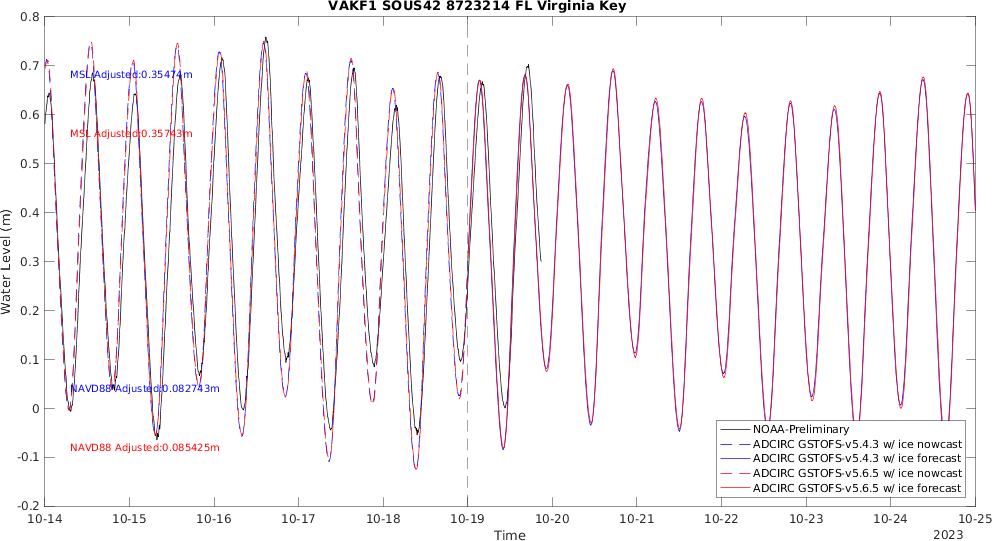 VAKF1 SOUS42 8723214 FL Virginia Key
0.8
0.7
0.6
0.5
0.4
0.3
0.2
0.1
0
-0.1
-0.2
Water Level (m)
MSL Adjusted:0.35474m
MSL Adjusted:0.35743m
NAVD88 Adjusted:0.082743m
NAVD88 Adjusted:0.085425m
NOAA-Preliminary
ADCIRC GSTOFS-v5.4.3 w/ ice nowcast
ADCIRC GSTOFS-v5.4.3 w/ ice forecast
ADCIRC GSTOFS-v5.6.5 w/ ice nowcast
ADCIRC GSTOFS-v5.6.5 w/ ice forecast
10-14 10-15 10-16 10-17 10-18 10-19 10-20 10-21 10-22 10-23 10-24 10-25
Time
2023